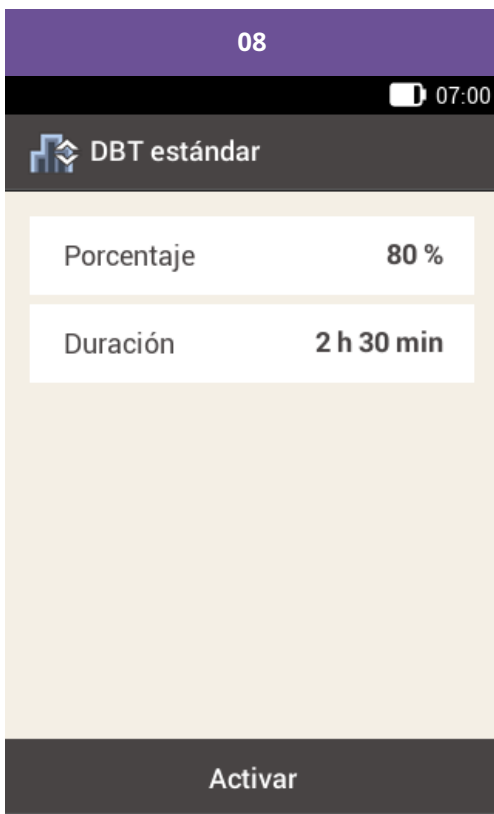 08
07:00
DBT estándar
Porcentaje 80 %
Duración 2 h 30 min
Activar